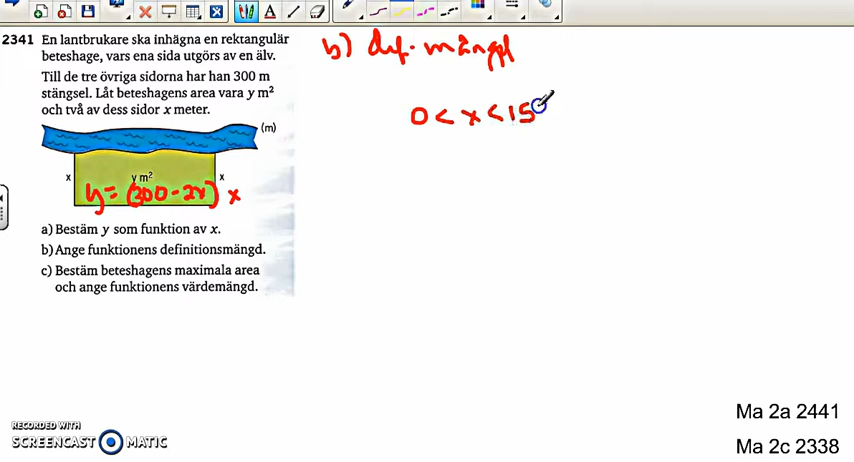 2341 En lantbrukare ska inhägna en rektangulär
beteshage, vars ena sida utgörs av en älv.
Till de tre övriga sidorna har han 300 m
stängsel. Låt beteshagens area vara y m²
och två av dess sidor x meter.
(m)
x y m² x
y = (300 - 2x) x
a) Bestäm y som funktion av x.
b) Ange funktionens definitionsmängd.
c) Bestäm beteshagens maximala area
och ange funktionens värdemängd.
b) def. mängd
0 < x < 150
RECORDED WITH
SCREENCAST MATIC
Ma 2a 2441
Ma 2c 2338